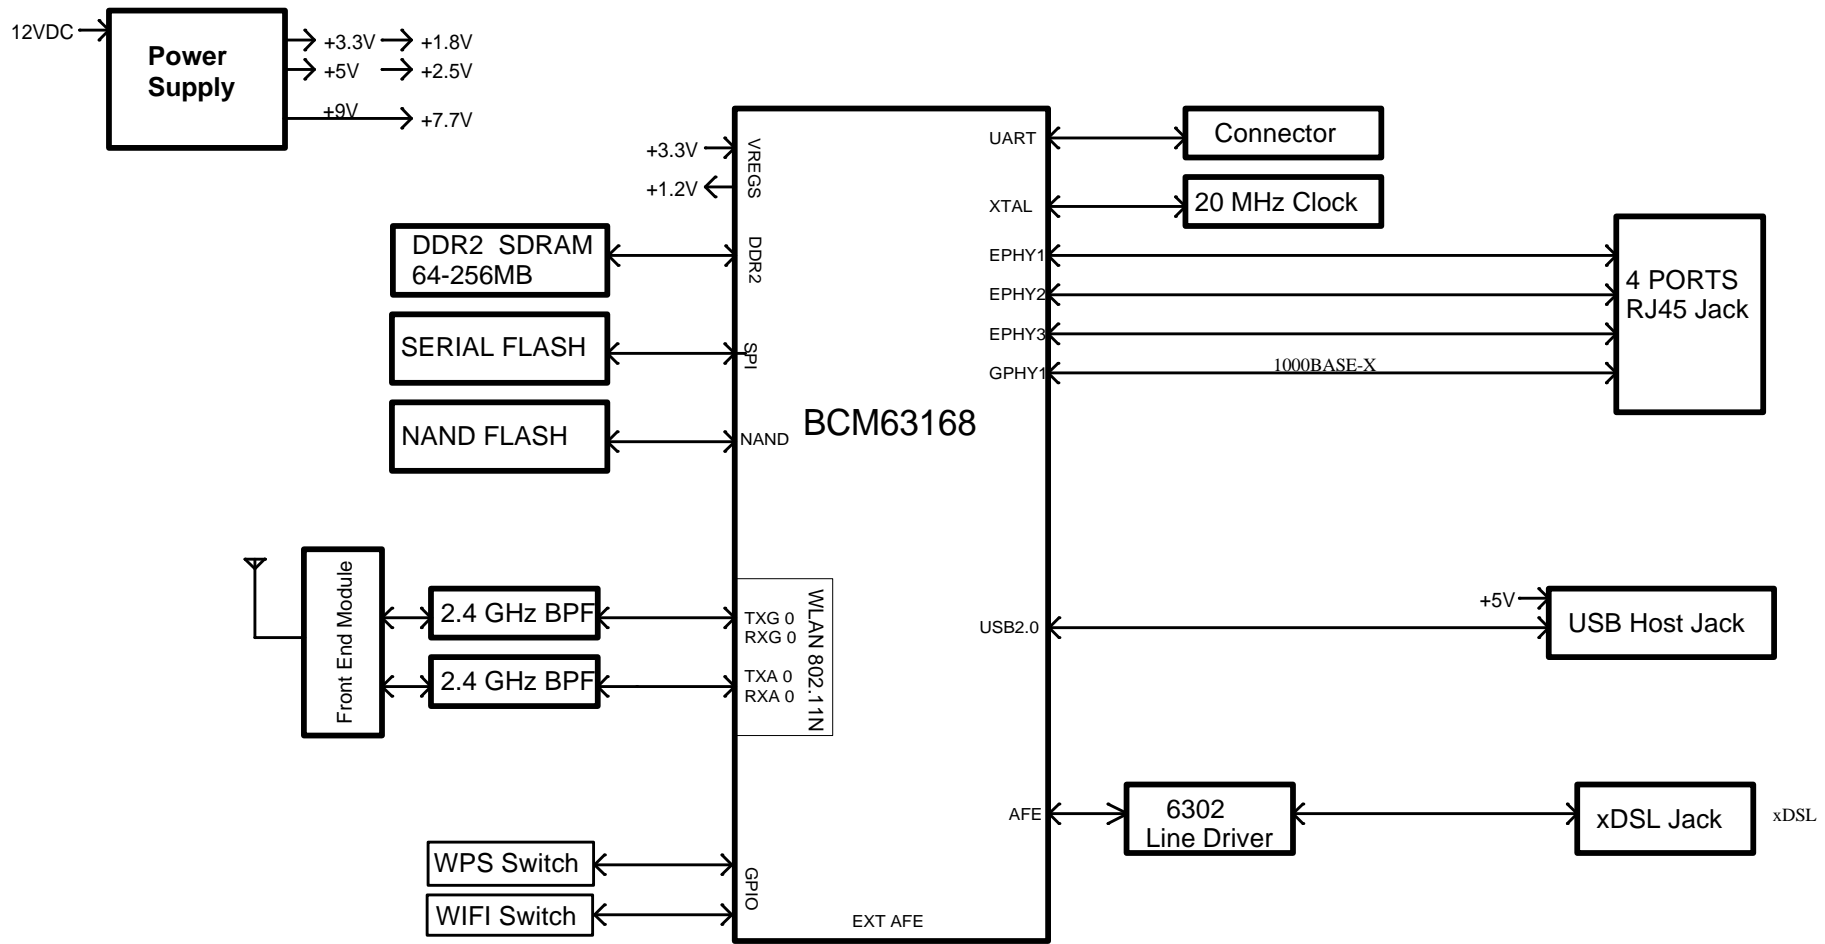 12VDC
Power
Supply
+3.3V
+1.8V
+5V
+2.5V
+9V
+7.7V
+3.3V
+1.2V
VREGS
DDR2 SDRAM
64-256MB
DDR2
SERIAL FLASH
SPI
NAND FLASH
NAND
BCM63168
UART
Connector
XTAL
20 MHz Clock
EPHY1
EPHY2
EPHY3
GPHY1
1000BASE-X
4 PORTS
RJ45 Jack
Front End Module
2.4 GHz BPF
2.4 GHz BPF
TXG 0
RXG 0
TXA 0
RXA 0
WLAN 802.11N
USB2.0
+5V
USB Host Jack
AFE
6302
Line Driver
xDSL Jack
xDSL
WPS Switch
WIFI Switch
GPIO
EXT AFE